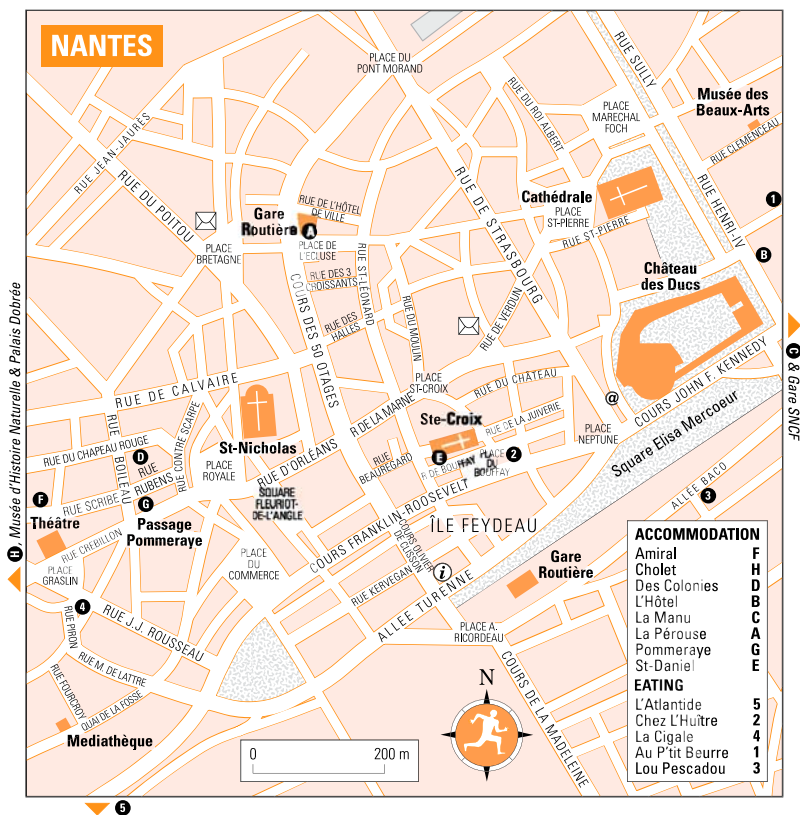 NANTES
PLACE DU
PONT MORAND
RUE SULLY
Musée des
Beaux-Arts
RUE DU ROI ALBERT
PLACE
MARECHAL
FOCH
RUE CLEMENCEAU
RUE JEAN-JAURÈS
RUE DU POITOU
Cathédrale
PLACE
ST-PIERRE
RUE HENRI-IV
1
RUE DE L'HÔTEL
DE VILLE
Gare
Routière
A
RUE DE STRASBOURG
RUE ST-PIERRE
PLACE
BRETAGNE
PLACE DE
L'ECLUSE
B
RUE ST-LÉONARD
RUE DES 3
CROISSANTS
Château
des Ducs
COURS DES 50 OTAGES
RUE DU MOULIN
RUE DE VERDUN
RUE DES
HALLES
H, Musée d'Histoire Naturelle & Palais Dobrée
C & Gare SNCF
RUE DE CALVAIRE
PLACE
ST-CROIX
RUE DU CHÂTEAU
@
COURS JOHN F. KENNEDY
R DE LA MARNE
Ste-Croix
RUE DE LA JUIVERIE
PLACE
NEPTUNE
Square Elisa Mercoeur
RUE BOILEAU
RUE CONTRE SCARPE
RUE DU CHAPEAU ROUGE
D
St-Nicholas
RUE D'ORLÉANS
E
2
R DE BOUFFAY
PLACE
DU
BOUFFAY
RUE
BEAUREGARD
PLACE
ROYALE
RUE
RUBENS
F
RUE SCRIBE
G
SQUARE
FLEURIOT-
DE-L'ANGLE
ALLÉE BACO
3
Théâtre
Passage
Pommeraye
COURS FRANKLIN-ROOSEVELT
ÎLE FEYDEAU
RUE CREBILLON
COURS OLIVIER
DE CLISSON
PLACE
DU
COMMERCE
PLACE
GRASLIN
i
RUE KERVEGAN
Gare
Routière
ALLEE TURENNE
4
RUE J.J. ROUSSEAU
RUE PIRON
PLACE A.
RICORDEAU
COURS DE LA MADELEINE
RUE M. DE LATTRE
RUE FOURCROY
QUAI DE LA FOSSE
Mediathèque
N
0 200 m
5
ACCOMMODATION
Amiral F
Cholet H
Des Colonies D
L'Hôtel B
La Manu C
La Pérouse A
Pommeraye G
St-Daniel E
EATING
L'Atlantide 5
Chez L'Huître 2
La Cigale 4
Au P'tit Beurre 1
Lou Pescadou 3